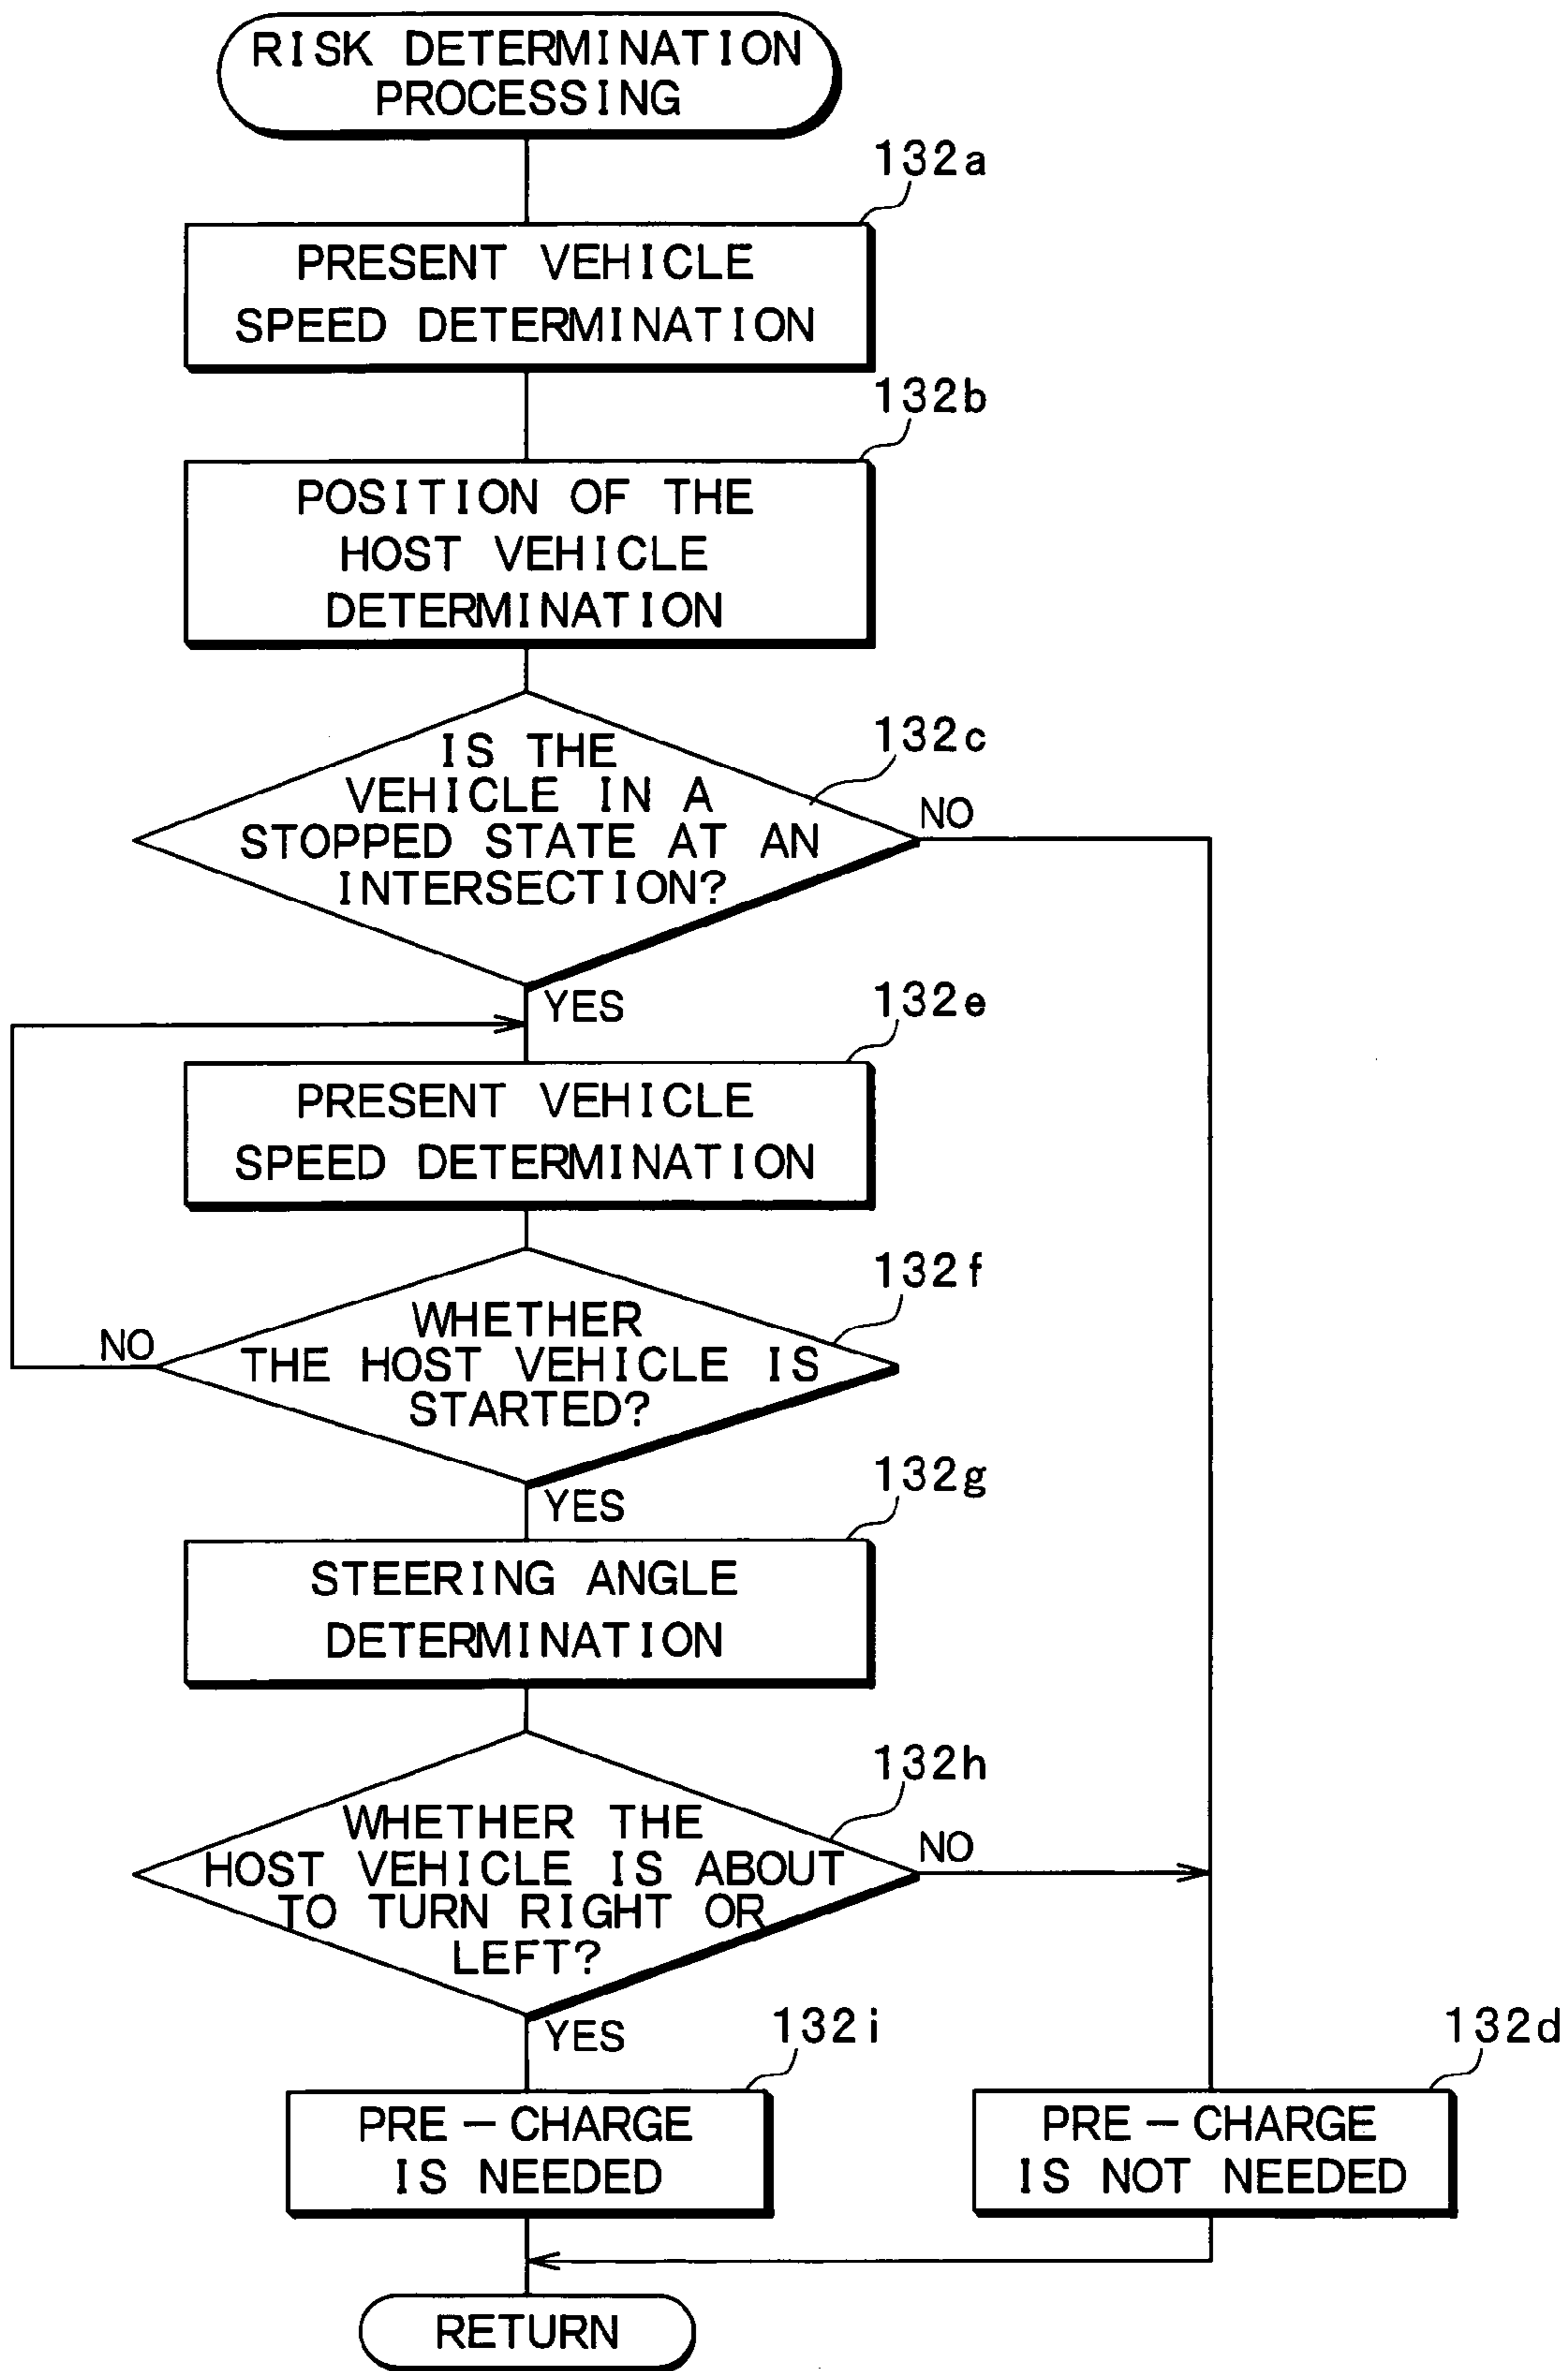 RISK DETERMINATION
PROCESSING
132a
PRESENT VEHICLE
SPEED DETERMINATION
132b
POSITION OF THE
HOST VEHICLE
DETERMINATION
132c
IS THE
VEHICLE IN A
STOPPED STATE AT AN
INTERSECTION?
NO
YES
132e
PRESENT VEHICLE
SPEED DETERMINATION
132f
WHETHER
THE HOST VEHICLE IS
STARTED?
NO
YES
132g
STEERING ANGLE
DETERMINATION
132h
WHETHER THE
HOST VEHICLE IS ABOUT
TO TURN RIGHT OR
LEFT?
NO
YES
132i
PRE-CHARGE
IS NEEDED
132d
PRE-CHARGE
IS NOT NEEDED
RETURN